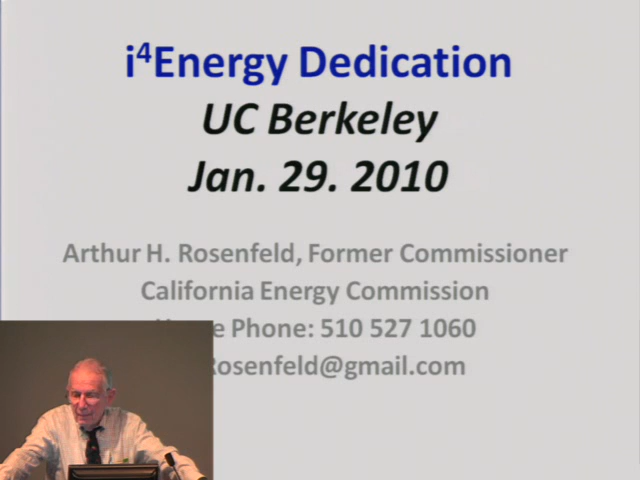 i⁴Energy Dedication
UC Berkeley
Jan. 29. 2010
Arthur H. Rosenfeld, Former Commissioner
California Energy Commission
Phone: 510 527 1060
Rosenfeld@gmail.com